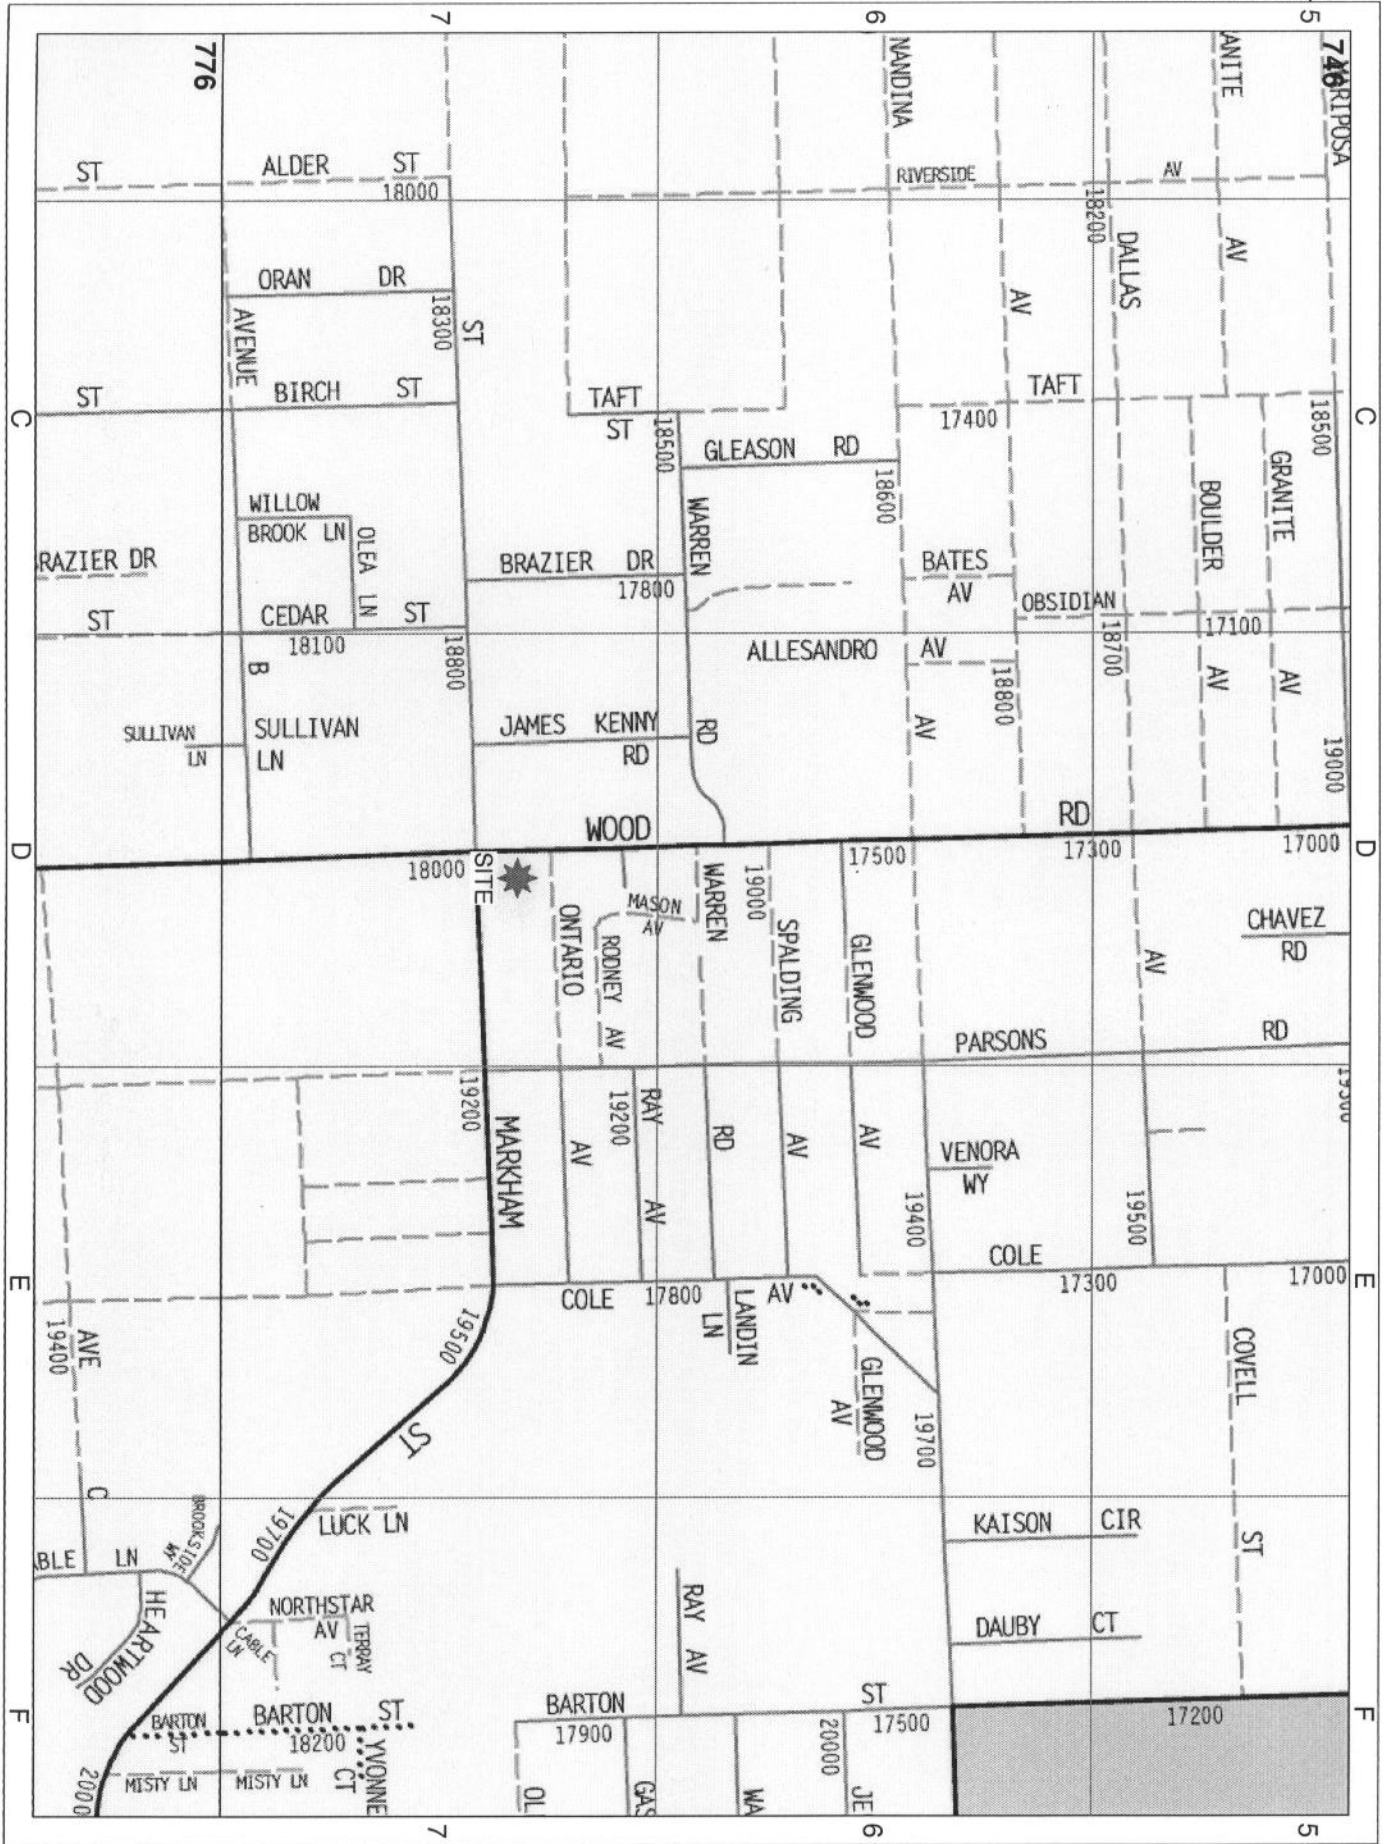 7
6
5
776
NANDINA
ANITE
746
RIPOSA
ST
ALDER ST
18000
RIVERSIDE AV
18200
DALLAS
AV
ORAN DR
18300
ST
AV
AVENUE
ST
BIRCH ST
TAFT
ST
18500
TAFT
17400
18500
C
C
GLEASON RD
18600
WARREN
BOULDER
GRANITE
WILLOW
BROOK LN
OLEA LN
RAZIER DR
BRAZIER DR
17800
BATES
AV
OBSIDIAN
17100
ST
CEDAR ST
18100
18800
ALLESANDRO AV
18700
18800
B
AV
AV
SULLIVAN
LN
SULLIVAN
LN
JAMES KENNY
RD
RD
AV
19000
WOOD RD
D
D
18000
SITE
17500
17300
17000
ONTARIO
MASON
AV
RODNEY AV
WARREN
19000
SPALDING
GLENWOOD
AV
CHAVEZ
RD
PARSONS RD
19300
19200
MARKHAM
AV
19200
RAY
AV
RD
AV
AV
VENORA
WY
19400
19500
COLE
17300
17000
E
E
COLE 17800 AV
LANDIN
LN
19500
AVE
19400
GLENWOOD
AV
COVELL
ST
19700
ST
C
BROOKSIDE
WY
19700
LUCK LN
KAISON CIR
ABLE LN
HEARTWOOD
DR
NORTHSTAR
AV
TERRAY
CT
CABLE
LN
RAY AV
DAUBY CT
BARTON
ST
BARTON ST
18200
YVONNE
CT
BARTON ST
17900
17500
20000
17200
F
F
MISTY LN
MISTY LN
2000
OL
GAS
WA
JE
7
6
5